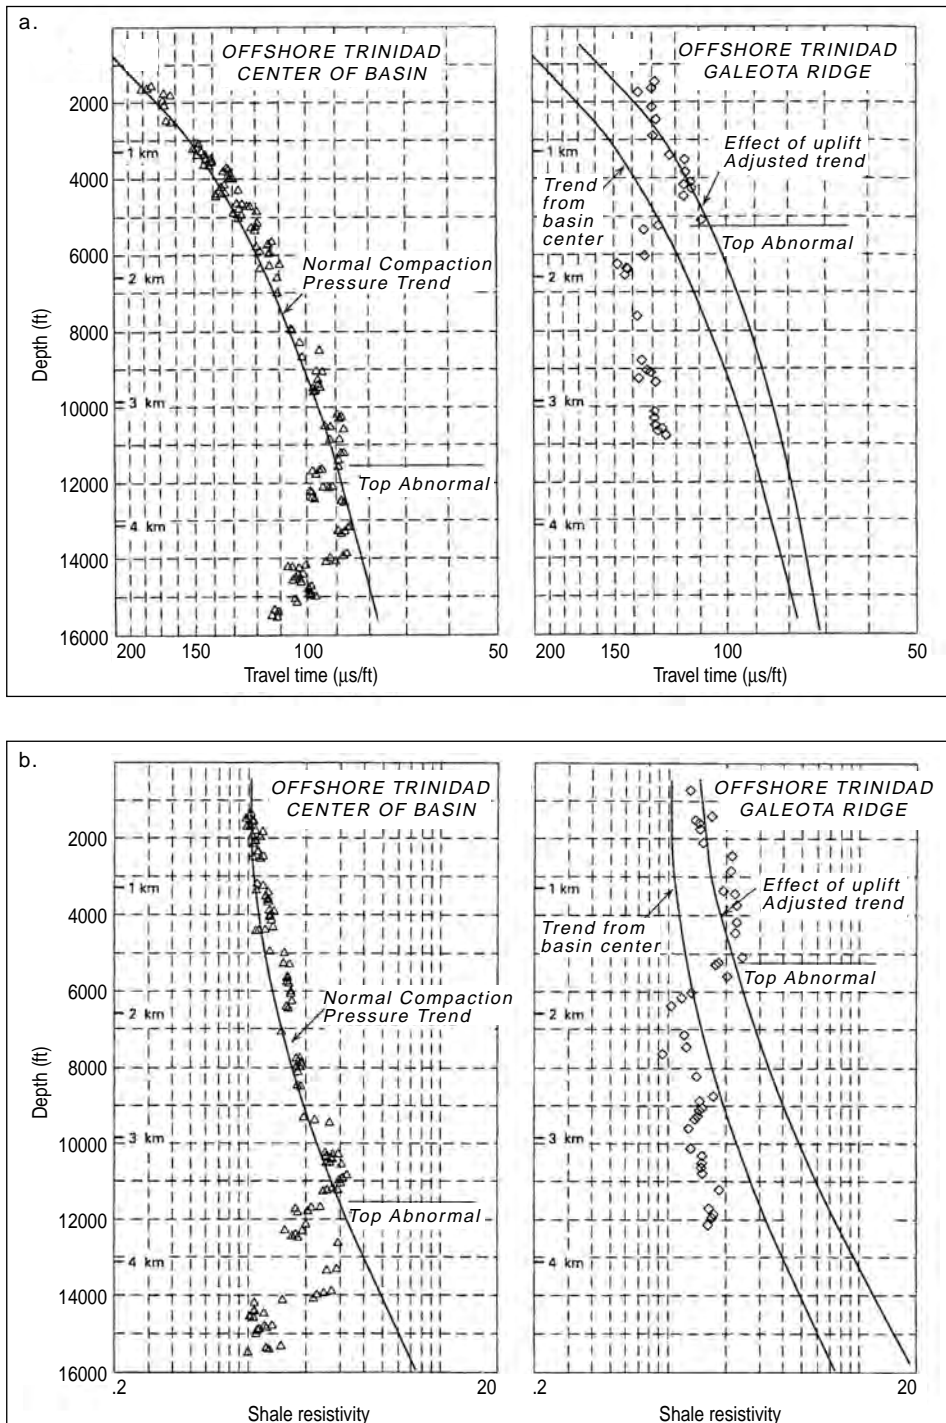 a.
OFFSHORE TRINIDAD
CENTER OF BASIN
Normal Compaction
Pressure Trend
Top Abnormal
Depth (ft)
2000
4000
6000
8000
10000
12000
14000
16000
1 km
2 km
3 km
4 km
200
150
100
50
Travel time (µs/ft)
OFFSHORE TRINIDAD
GALEOTA RIDGE
Effect of uplift
Adjusted trend
Trend
from
basin
center
Top Abnormal
1 km
2 km
3 km
4 km
200
100
50
Travel time (µs/ft)
b.
OFFSHORE TRINIDAD
CENTER OF BASIN
Normal Compaction
Pressure Trend
Top Abnormal
Depth (ft)
2000
4000
6000
8000
10000
12000
14000
16000
1 km
2 km
3 km
4 km
.2
20
Shale resistivity
OFFSHORE TRINIDAD
GALEOTA RIDGE
Effect of uplift
Adjusted trend
Trend from
basin center
Top Abnormal
1 km
2 km
3 km
4 km
.2
20
Shale resistivity